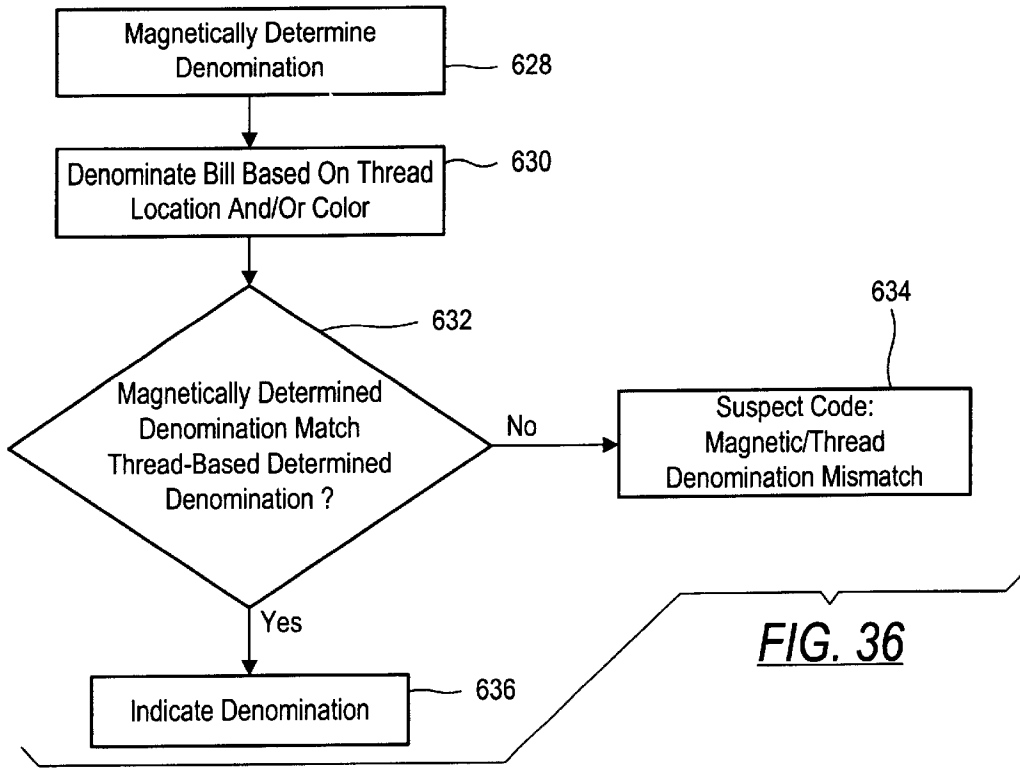 Magnetically Determine
Denomination
628
Denominate Bill Based On Thread
Location And/Or Color
630
632
Magnetically Determined
Denomination Match
Thread-Based Determined
Denomination ?
No
634
Suspect Code:
Magnetic/Thread
Denomination Mismatch
Yes
Indicate Denomination
636
FIG. 36